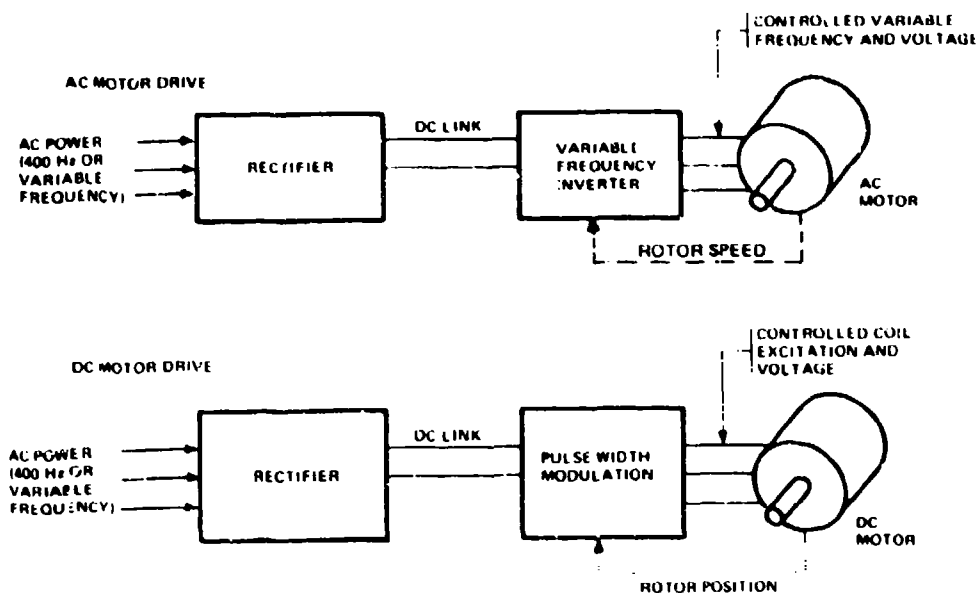 CONTROLLED VARIABLE
FREQUENCY AND VOLTAGE
AC MOTOR DRIVE
AC POWER
(400 Hz OR
VARIABLE
FREQUENCY)
RECTIFIER
DC LINK
VARIABLE
FREQUENCY
INVERTER
AC
MOTOR
ROTOR SPEED
CONTROLLED COIL
EXCITATION AND
VOLTAGE
DC MOTOR DRIVE
AC POWER
(400 Hz OR
VARIABLE
FREQUENCY)
RECTIFIER
DC LINK
PULSE WIDTH
MODULATION
DC
MOTOR
ROTOR POSITION